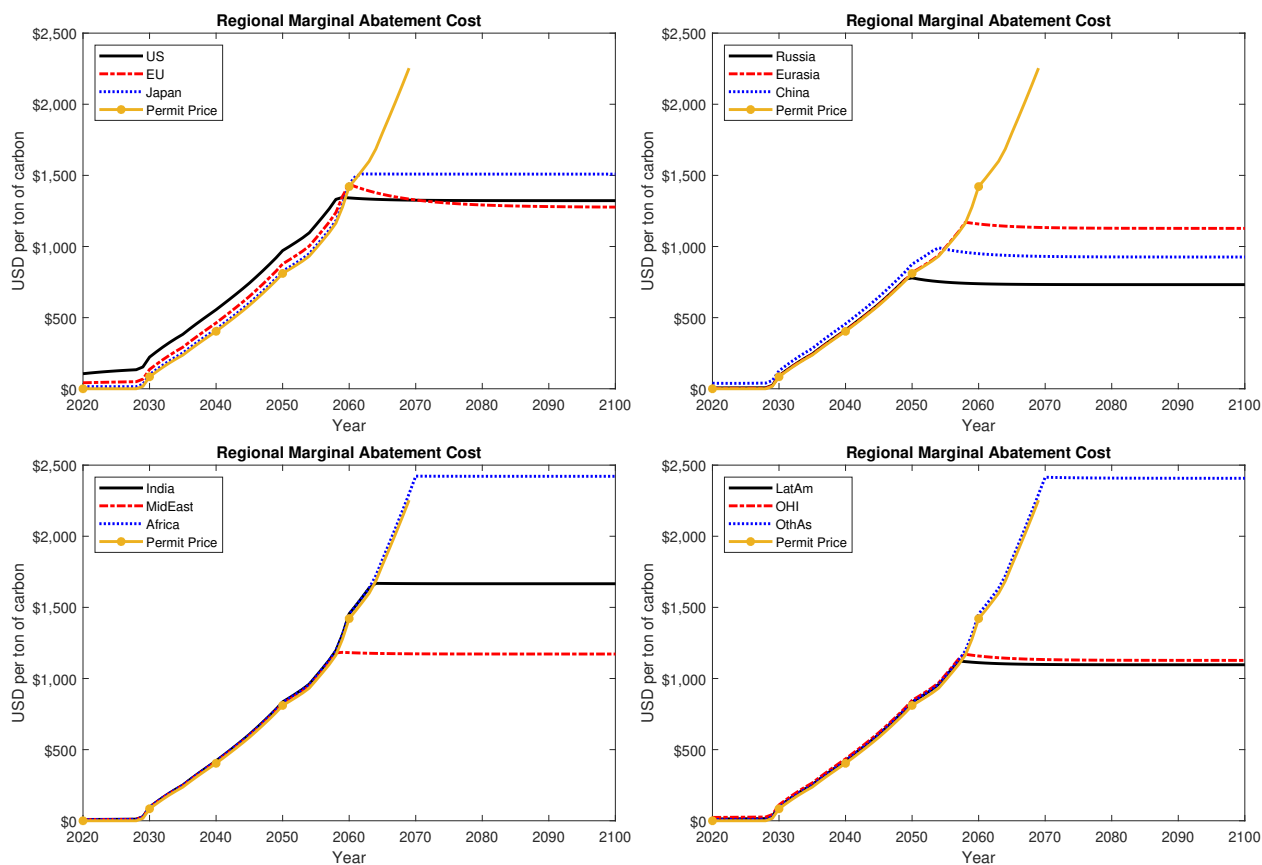 Regional Marginal Abatement Cost
$2,500
$2,000
$1,500
$1,000
$500
$0
USD per ton of carbon
US
EU
Japan
Permit Price
2020 2030 2040 2050 2060 2070 2080 2090 2100
Year
Regional Marginal Abatement Cost
$2,500
$2,000
$1,500
$1,000
$500
$0
USD per ton of carbon
Russia
Eurasia
China
Permit Price
2020 2030 2040 2050 2060 2070 2080 2090 2100
Year
Regional Marginal Abatement Cost
$2,500
$2,000
$1,500
$1,000
$500
$0
USD per ton of carbon
India
MidEast
Africa
Permit Price
2020 2030 2040 2050 2060 2070 2080 2090 2100
Year
Regional Marginal Abatement Cost
$2,500
$2,000
$1,500
$1,000
$500
$0
USD per ton of carbon
LatAm
OHI
OthAs
Permit Price
2020 2030 2040 2050 2060 2070 2080 2090 2100
Year